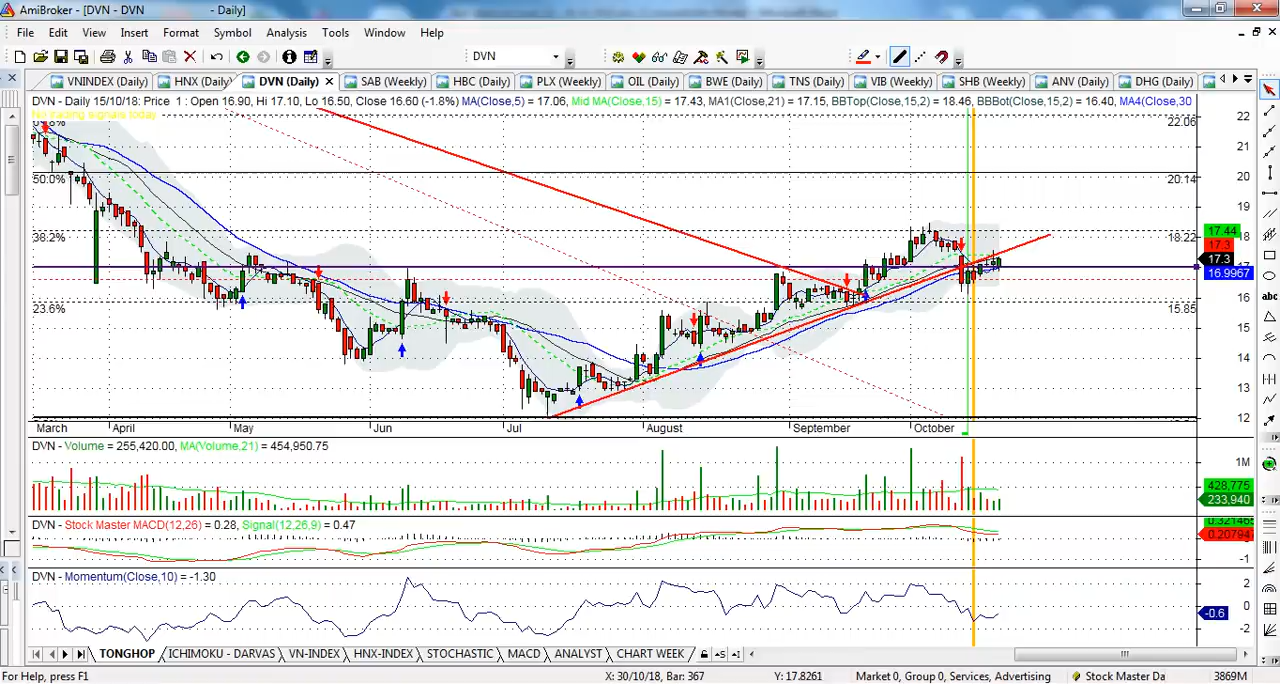 AmiBroker - [DVN - DVN - Daily]
File Edit View Insert Format Symbol Analysis Tools Window Help
DVN
VNINDEX (Daily) HNX (Daily) DVN (Daily) SAB (Weekly) HBC (Daily) PLX (Weekly) OIL (Daily) BWE (Daily) TNS (Daily) VIB (Weekly) SHB (Weekly) ANV (Daily) DHG (Daily)
DVN - Daily 15/10/18: Price 1 : Open 16.90, Hi 17.10, Lo 16.50, Close 16.60 (-1.8%) MA(Close,5) = 17.06, Mid MA(Close,15) = 17.43, MA1(Close,21) = 17.15, BBTop(Close,15,2) = 18.46, BBBot(Close,15,2) = 16.40, MA4(Close,30
No trading signals today
22.06 22
21
50.0% 20.14 20
19
17.44
38.2% 18.22 18
17.3
17.3
17
16.9967
16
23.6% 15.85
15
14
13
12
March April May Jun Jul August September October
DVN - Volume = 255,420.00, MA(Volume,21) = 454,950.75
1M
428,775
233,940
DVN - Stock Master MACD(12,26) = 0.28, Signal(12,26,9) = 0.47
0.20794
-1
DVN - Momentum(Close,10) = -1.30
2
0
-0.6
-2
TONGHOP ICHIMOKU - DARVAS VN-INDEX HNX-INDEX STOCHASTIC MACD ANALYST CHART WEEK
For Help, press F1 X: 30/10/18, Bar: 367 Y: 17.8261 Market 0, Group 0, Services, Advertising Stock Master Da 3869M
abc